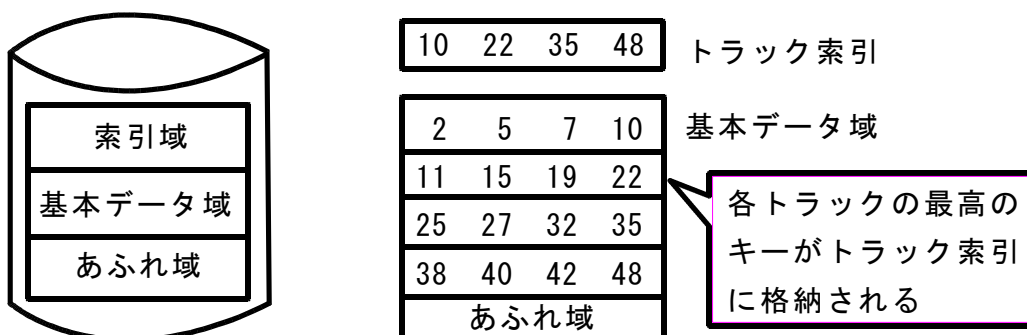 索引域
基本データ域
あふれ域
10 22 35 48
トラック索引
2 5 7 10
基本データ域
11 15 19 22
25 27 32 35
38 40 42 48
あふれ域
各トラックの最高の
キーがトラック索引
に格納される